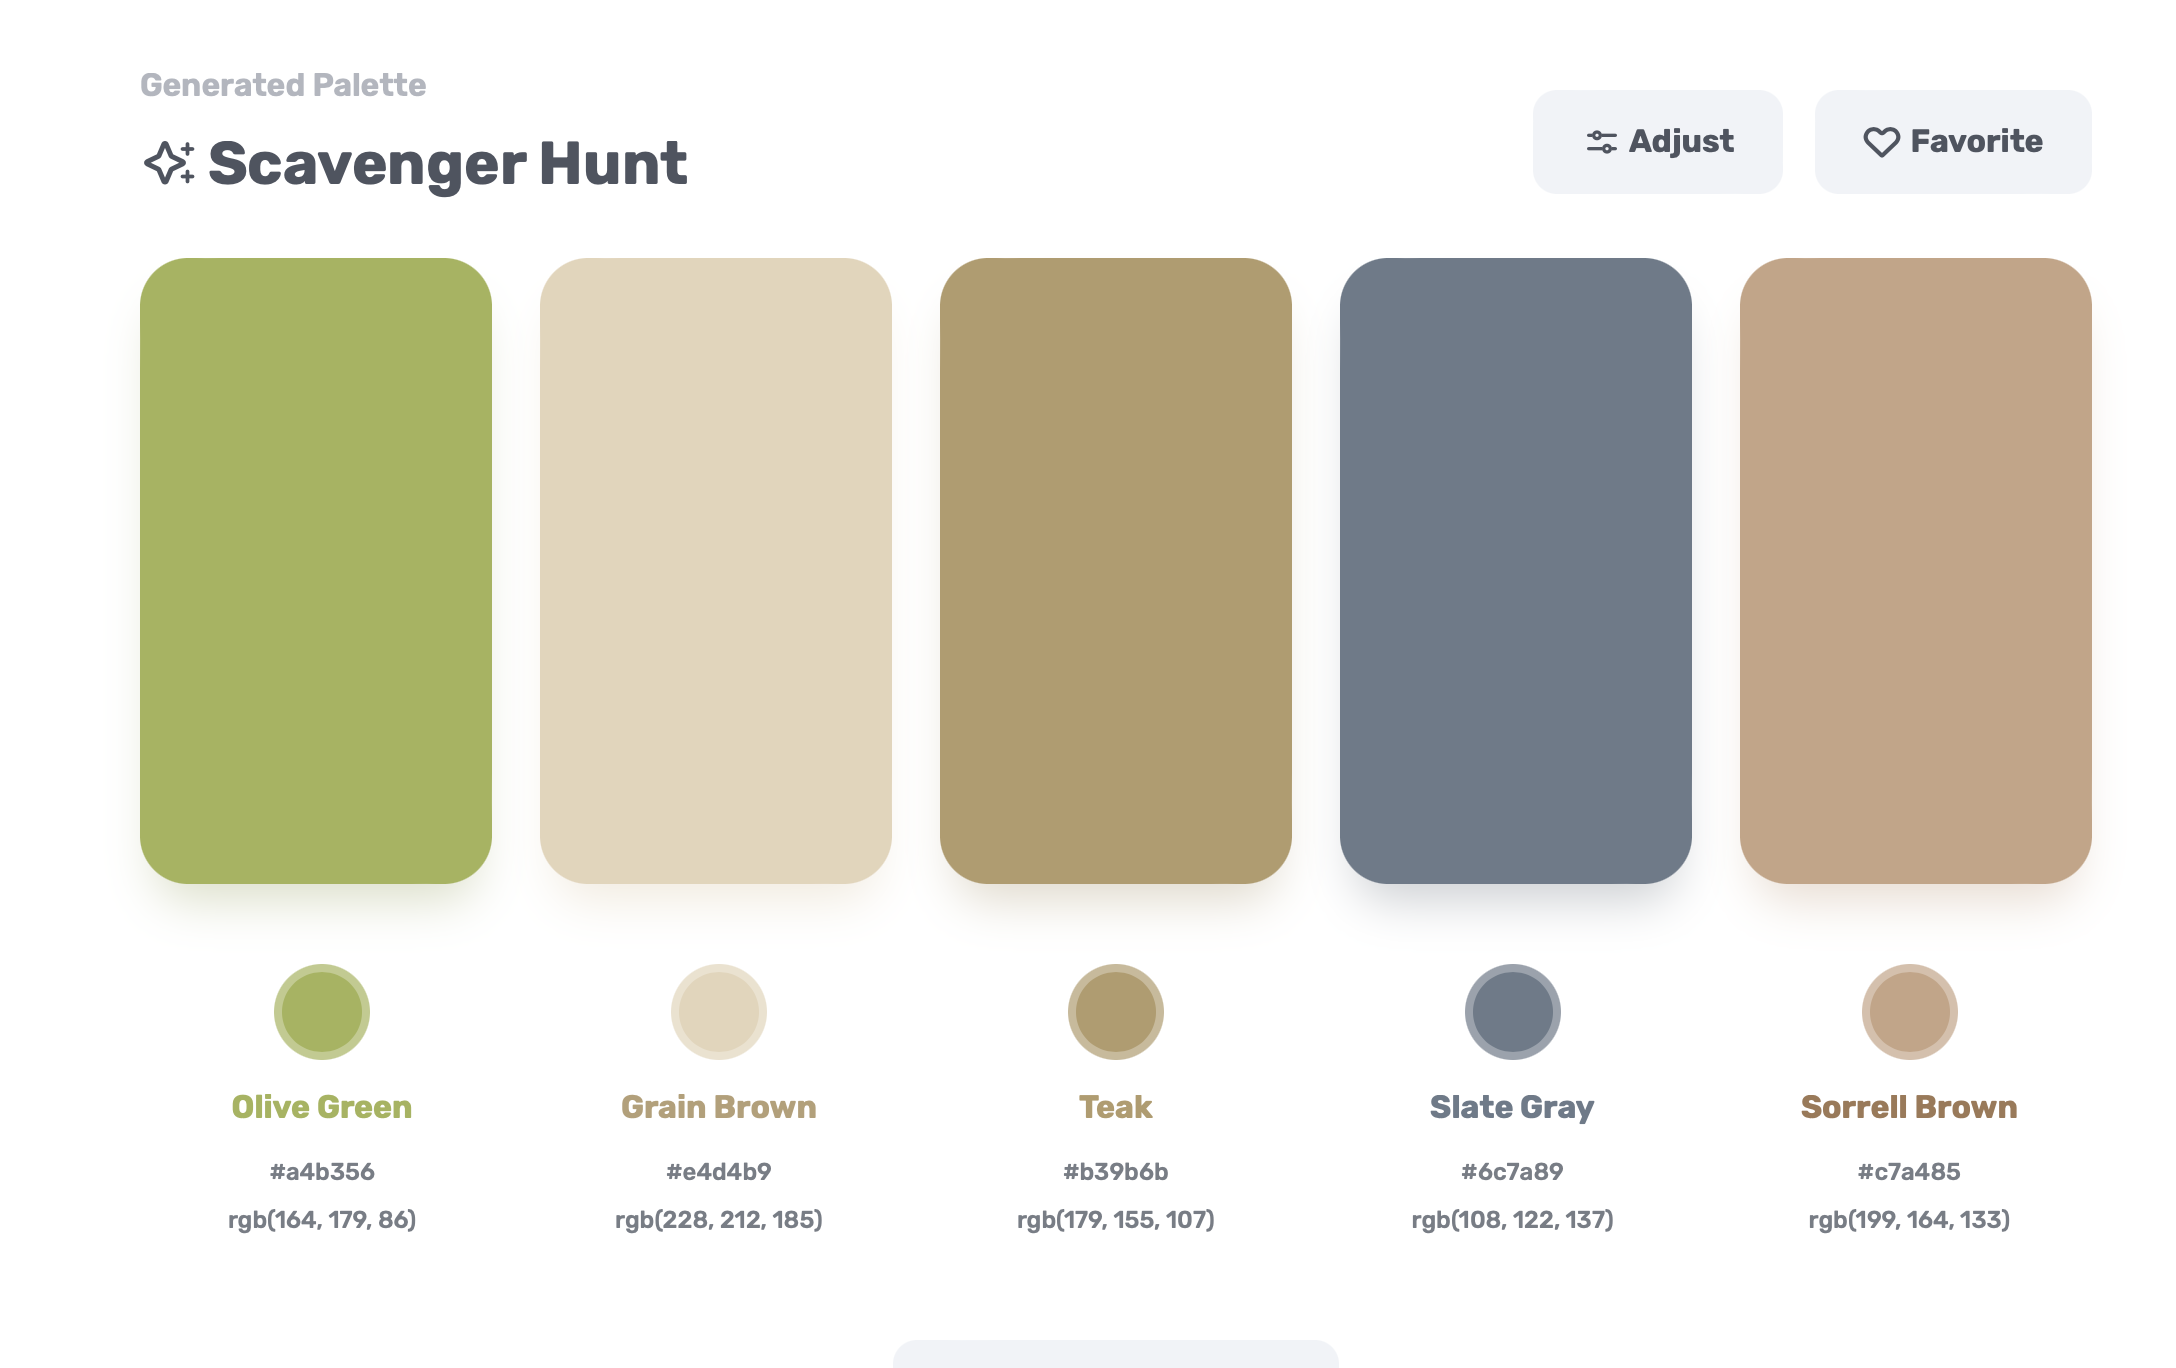 Generated Palette
Scavenger Hunt
Adjust
Favorite
Olive Green
Grain Brown
Teak
Slate Gray
Sorrell Brown
#a4b356
#e4d4b9
#b39b6b
#6c7a89
#c7a485
rgb(164, 179, 86)
rgb(228, 212, 185)
rgb(179, 155, 107)
rgb(108, 122, 137)
rgb(199, 164, 133)